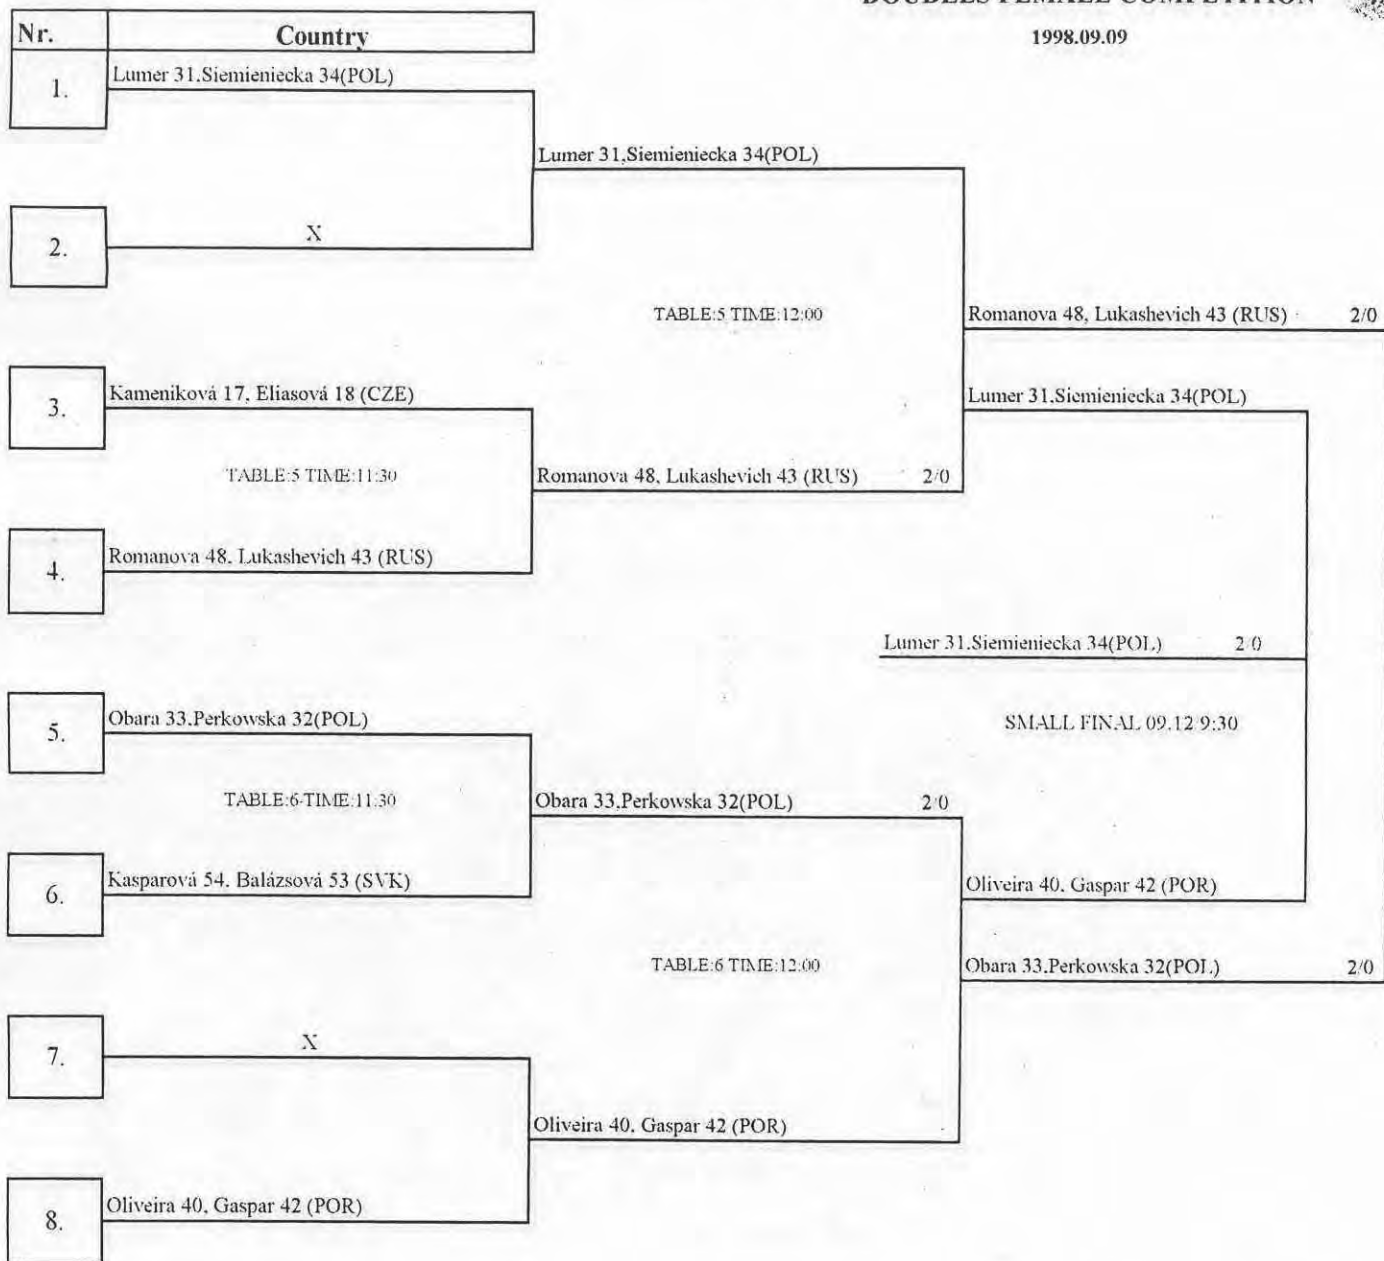 DOUBLES FEMALE COMPETITION
1998.09.09
Nr. Country
1. Lumer 31.Siemieniecka 34(POL)
Lumer 31.Siemieniecka 34(POL)
2. X
TABLE:5 TIME:12:00
Romanova 48, Lukashevich 43 (RUS) 2/0
3. Kameniková 17, Eliasová 18 (CZE)
Lumer 31.Siemieniecka 34(POL)
TABLE:5 TIME:11:30
Romanova 48, Lukashevich 43 (RUS) 2/0
4. Romanova 48, Lukashevich 43 (RUS)
Lumer 31.Siemieniecka 34(POL) 2/0
5. Obara 33.Perkowska 32(POL)
SMALL FINAL 09.12 9:30
TABLE:6 TIME:11:30
Obara 33.Perkowska 32(POL) 2/0
6. Kasparová 54, Balázsová 53 (SVK)
Oliveira 40, Gaspar 42 (POR)
TABLE:6 TIME:12:00
Obara 33.Perkowska 32(POL) 2/0
7. X
Oliveira 40, Gaspar 42 (POR)
8. Oliveira 40, Gaspar 42 (POR)